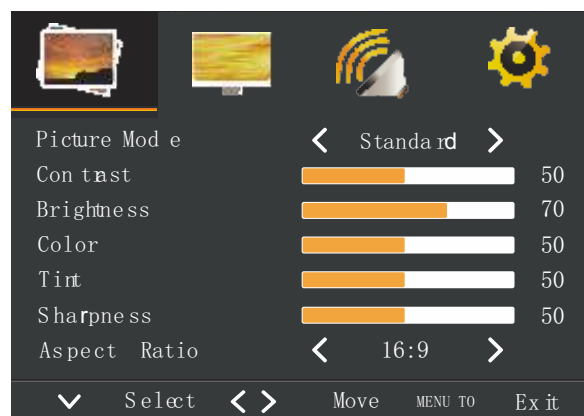 Picture Mode Standard
Contrast 50
Brightness 70
Color 50
Tint 50
Sharpness 50
Aspect Ratio 16:9
Select Move MENU TO Exit